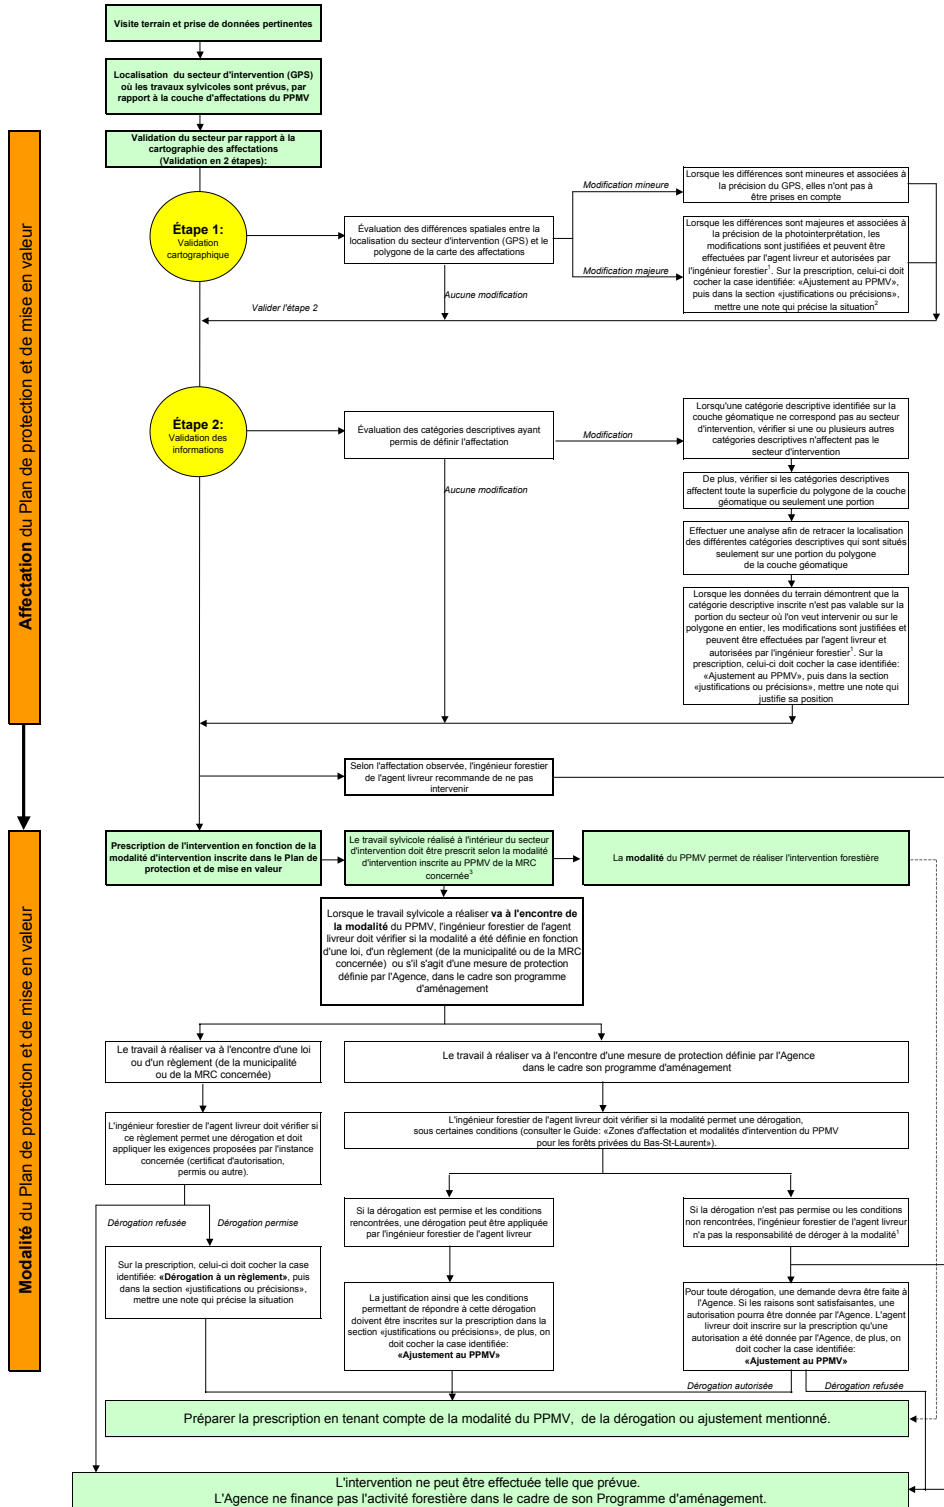 Visite terrain et prise de données pertinentes
Localisation du secteur d'intervention (GPS)
où les travaux sylvicoles sont prévus, par
rapport à la couche d'affectations du PPMV
Validation du secteur par rapport à la
cartographie des affectations
(Validation en 2 étapes):
Affectation du Plan de protection et de mise en valeur
Étape 1:
Validation
cartographique
Évaluation des différences spatiales entre la
localisation du secteur d'intervention (GPS) et le
polygone de la carte des affectations
Modification mineure
Lorsque les différences sont mineures et associées à
la précision du GPS, elles n'ont pas à
être prises en compte
Modification majeure
Lorsque les différences sont majeures et associées à
la précision de la photointerprétation, les
modifications sont justifiées et peuvent être
effectuées par l'agent livreur et autorisées par
l'ingénieur forestier1. Sur la prescription, celui-ci doit
cocher la case identifiée: «Ajustement au PPMV»,
puis dans la section «justifications ou précisions»,
mettre une note qui précise la situation2
Aucune modification
Valider l'étape 2
Étape 2:
Validation des
informations
Évaluation des catégories descriptives ayant
permis de définir l'affectation
Modification
Lorsqu'une catégorie descriptive identifiée sur la
couche géomatique ne correspond pas au secteur
d'intervention, vérifier si une ou plusieurs autres
catégories descriptives n'affectent pas le
secteur d'intervention
Aucune modification
De plus, vérifier si les catégories descriptives
affectent toute la superficie du polygone de la couche
géomatique ou seulement une portion
Effectuer une analyse afin de retracer la localisation
des différentes catégories descriptives qui sont situés
seulement sur une portion du polygone
de la couche géomatique
Lorsque les données du terrain démontrent que la
catégorie descriptive inscrite n'est pas valable sur la
portion du secteur où l'on veut intervenir ou sur le
polygone en entier, les modifications sont justifiées et
peuvent être effectuées par l'agent livreur et
autorisées par l'ingénieur forestier1. Sur la
prescription, celui-ci doit cocher la case identifiée:
«Ajustement au PPMV», puis dans la section
«justifications ou précisions», mettre une note qui
justifie sa position
Selon l'affectation observée, l'ingénieur forestier
de l'agent livreur recommande de ne pas
intervenir
Modalité du Plan de protection et de mise en valeur
Prescription de l'intervention en fonction de la
modalité d'intervention inscrite dans le Plan de
protection et de mise en valeur
Le travail sylvicole réalisé à l'intérieur du secteur
d'intervention doit être prescrit selon la modalité
d'intervention inscrite au PPMV de la MRC
concernée3
La modalité du PPMV permet de réaliser l'intervention forestière
Lorsque le travail sylvicole a réaliser va à l'encontre de
la modalité du PPMV, l'ingénieur forestier de l'agent
livreur doit vérifier si la modalité a été définie en fonction
d'une loi, d'un règlement (de la municipalité ou de la MRC
concernée) ou s'il s'agit d'une mesure de protection
définie par l'Agence, dans le cadre son programme
d'aménagement
Le travail à réaliser va à l'encontre d'une loi
ou d'un règlement (de la municipalité
ou de la MRC concernée)
Le travail à réaliser va à l'encontre d'une mesure de protection définie par l'Agence
dans le cadre son programme d'aménagement
L'ingénieur forestier de l'agent livreur doit vérifier si
ce règlement permet une dérogation et doit
appliquer les exigences proposées par l'instance
concernée (certificat d'autorisation,
permis ou autre).
L'ingénieur forestier de l'agent livreur doit vérifier si la modalité permet une dérogation,
sous certaines conditions (consulter le Guide: «Zones d'affectation et modalités d'intervention du PPMV
pour les forêts privées du Bas-St-Laurent»).
Dérogation refusée
Dérogation permise
Si la dérogation est permise et les conditions
rencontrées, une dérogation peut être appliquée
par l'ingénieur forestier de l'agent livreur
Si la dérogation n'est pas permise ou les conditions
non rencontrées, l'ingénieur forestier de l'agent livreur
n'a pas la responsabilité de déroger à la modalité1
Sur la prescription, celui-ci doit cocher la case
identifiée: «Dérogation à un règlement», puis
dans la section «justifications ou précisions»,
mettre une note qui précise la situation
La justification ainsi que les conditions
permettant de répondre à cette dérogation
doivent être inscrites sur la prescription dans la
section «justifications ou précisions», de plus, on
doit cocher la case identifiée:
«Ajustement au PPMV»
Pour toute dérogation, une demande devra être faite à
l'Agence. Si les raisons sont satisfaisantes, une
autorisation pourra être donnée par l'Agence. L'agent
livreur doit inscrire sur la prescription qu'une
autorisation a été donnée par l'Agence, de plus, on
doit cocher la case identifiée:
«Ajustement au PPMV»
Dérogation autorisée
Dérogation refusée
Préparer la prescription en tenant compte de la modalité du PPMV, de la dérogation ou ajustement mentionné.
L'intervention ne peut être effectuée telle que prévue.
L'Agence ne finance pas l'activité forestière dans le cadre de son Programme d'aménagement.